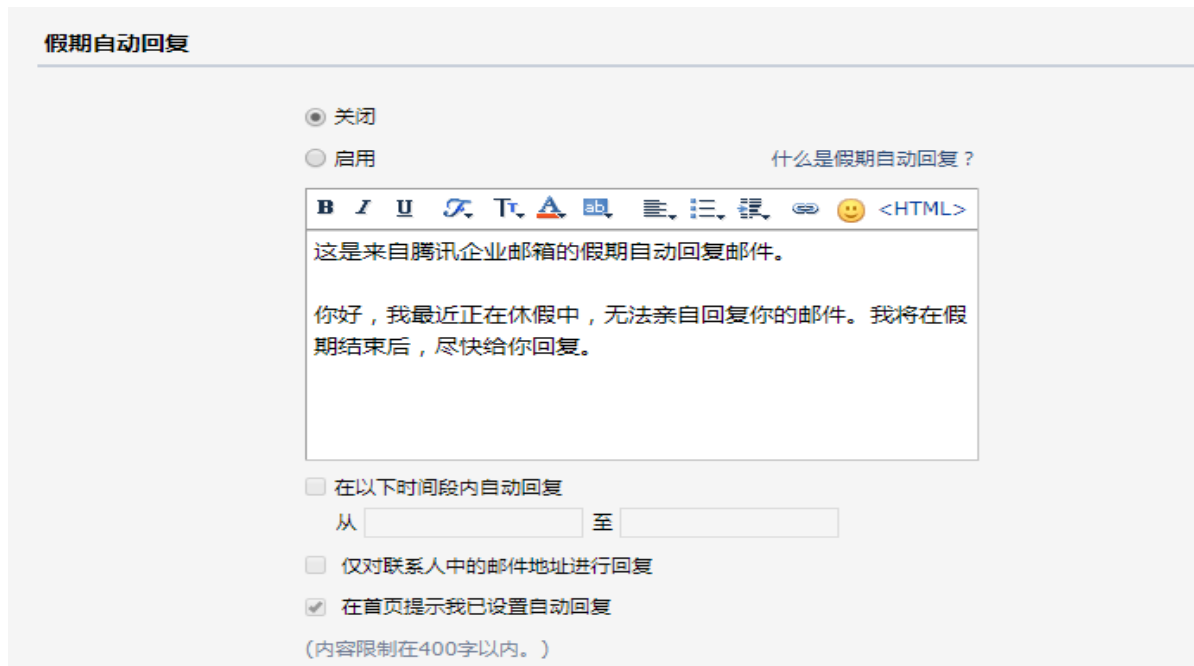 假期自动回复
关闭
启用
什么是假期自动回复？
B I U F Tт A ab <HTML>
这是来自腾讯企业邮箱的假期自动回复邮件。
你好，我最近正在休假中，无法亲自回复你的邮件。我将在假
期结束后，尽快给你回复。
在以下时间段内自动回复
从 至
仅对联系人中的邮件地址进行回复
在首页提示我已设置自动回复
(内容限制在400字以内。)